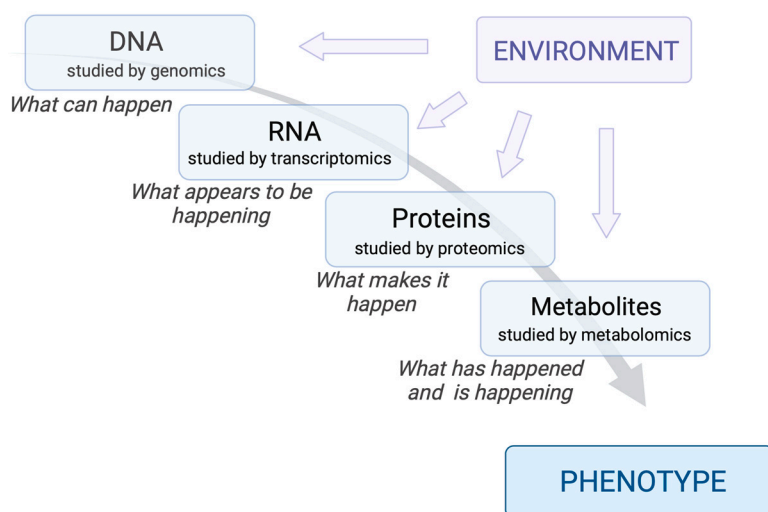 DNA
studied by genomics
ENVIRONMENT
What can happen
RNA
studied by transcriptomics
What appears to be
happening
Proteins
studied by proteomics
What makes it
happen
Metabolites
studied by metabolomics
What has happened
and is happening
PHENOTYPE